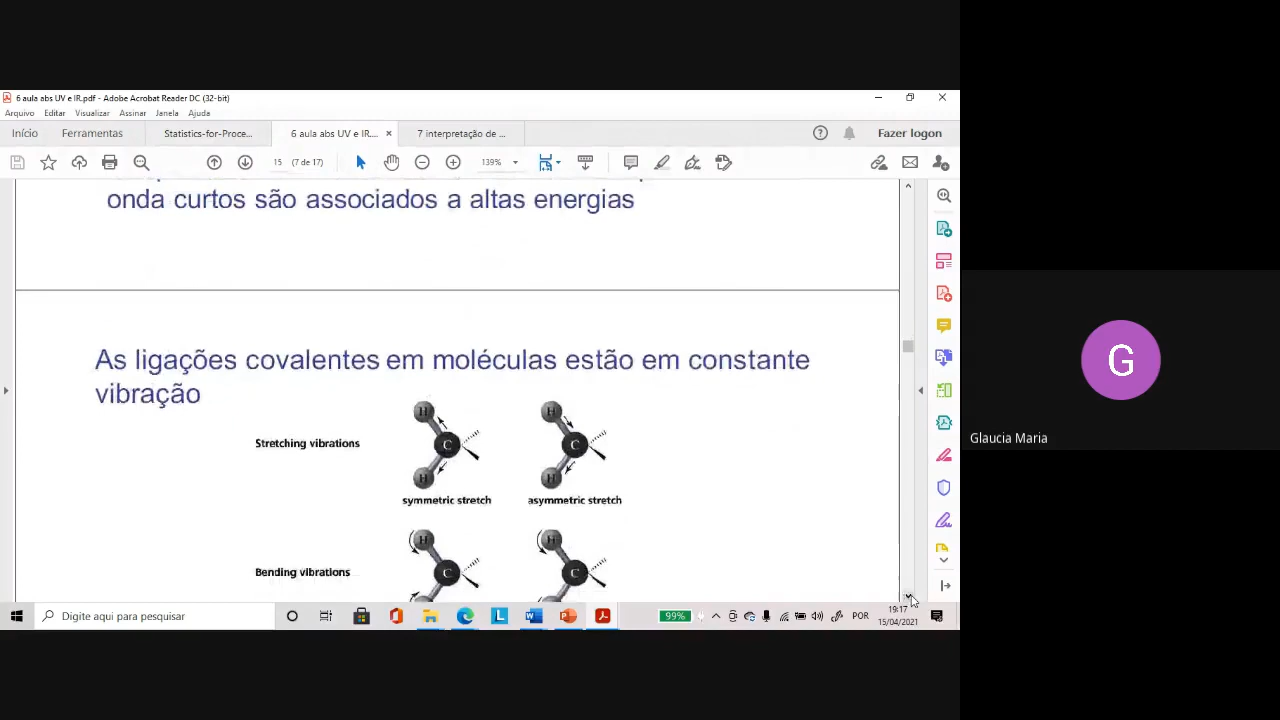 6 aula abs UV e IR.pdf - Adobe Acrobat Reader DC (32-bit)
Arquivo Editar Visualizar Assinar Janela Ajuda
Início Ferramentas Statistics-for-Proce... 6 aula abs UV e IR.... × 7 interpretação de ... Fazer logon
15 (7 de 17) 139%
onda curtos são associados a altas energias
As ligações covalentes em moléculas estão em constante
vibração
Stretching vibrations
H H
C C
H H
symmetric stretch asymmetric stretch
H H
Bending vibrations
C C
G
Glaucia Maria
Digite aqui para pesquisar
L
99%
POR
19:17
15/04/2021